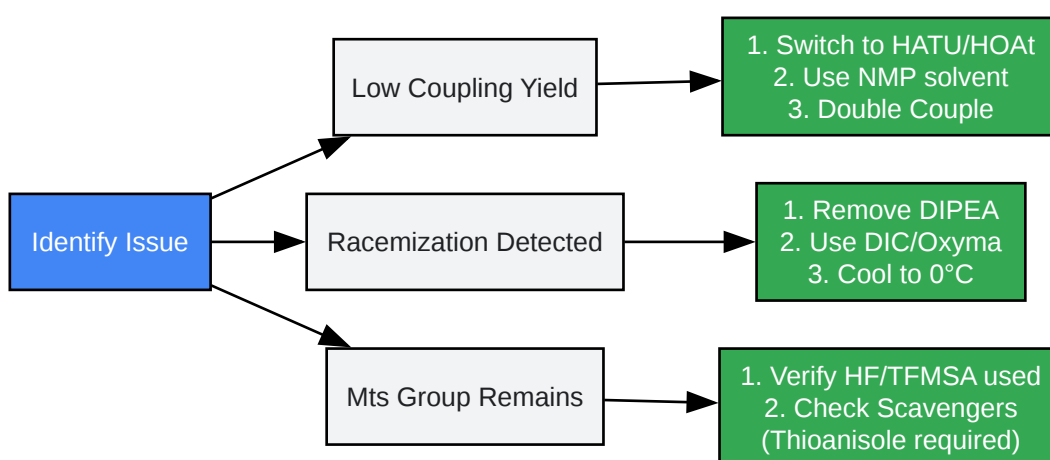 Identify Issue
Low Coupling Yield
1. Switch to HATU/HOAt
2. Use NMP solvent
3. Double Couple
Racemization Detected
1. Remove DIPEA
2. Use DIC/Oxyma
3. Cool to 0°C
Mts Group Remains
1. Verify HF/TFMSA used
2. Check Scavengers
(Thioanisole required)